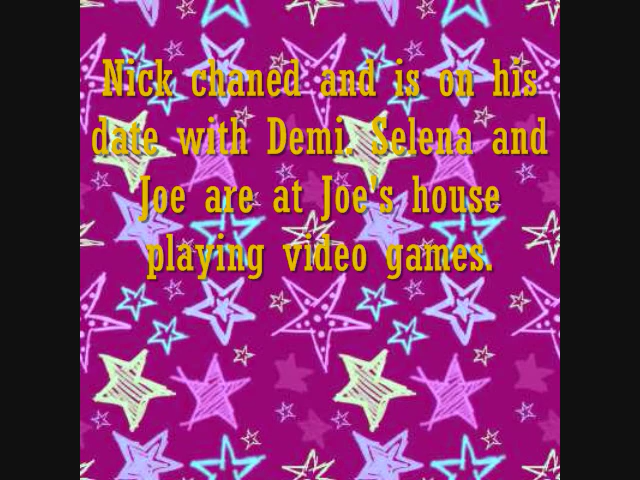 Nick chaned and is on his
date with Demi. Selena and
Joe are at Joe's house
playing video games.